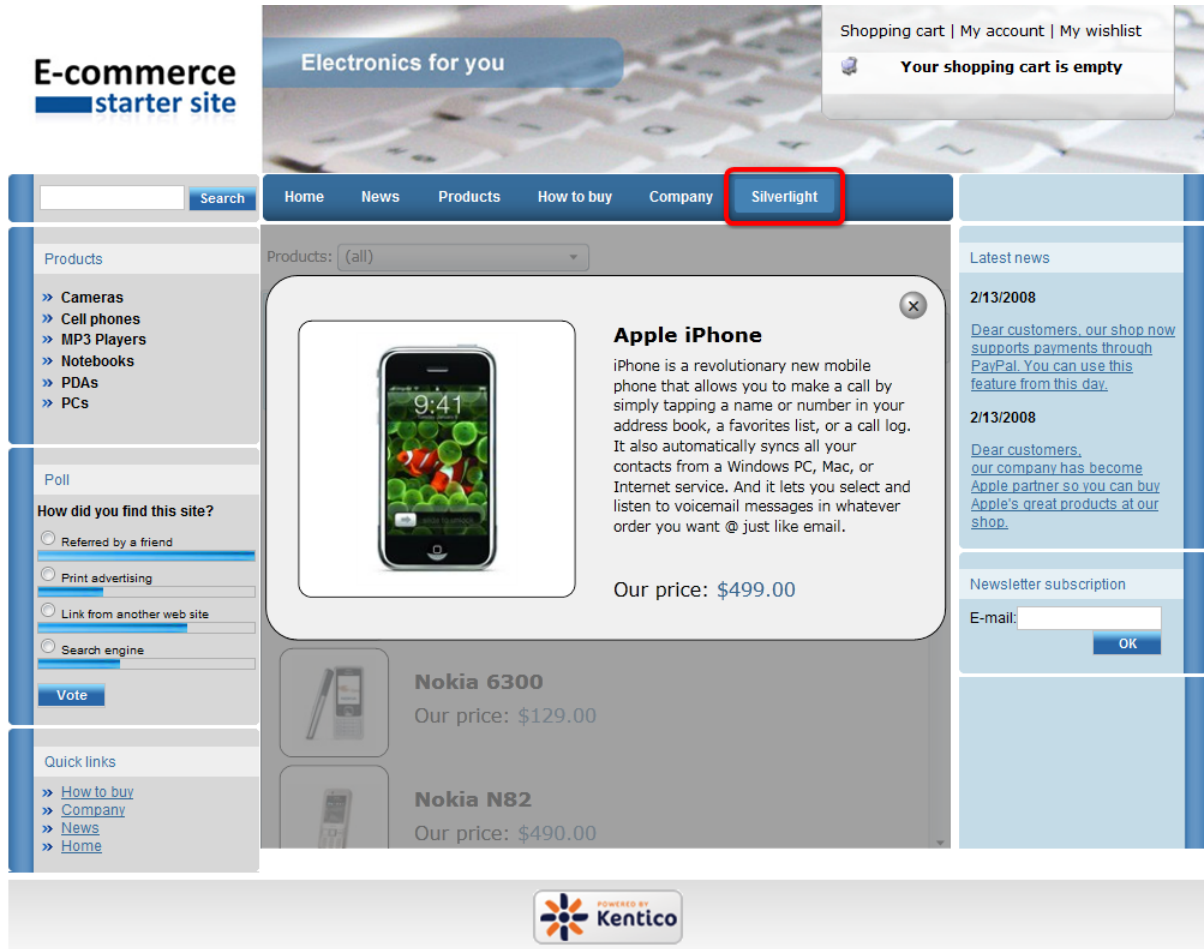 E-commerce
starter site
Electronics for you
Shopping cart | My account | My wishlist
Your shopping cart is empty
Search
Home News Products How to buy Company Silverlight
Products
» Cameras
» Cell phones
» MP3 Players
» Notebooks
» PDAs
» PCs
Poll
How did you find this site?
Referred by a friend
Print advertising
Link from another web site
Search engine
Vote
Quick links
» How to buy
» Company
» News
» Home
Products: (all)
9:41
slide to unlock
Apple iPhone
iPhone is a revolutionary new mobile
phone that allows you to make a call by
simply tapping a name or number in your
address book, a favorites list, or a call log.
It also automatically syncs all your
contacts from a Windows PC, Mac, or
Internet service. And it lets you select and
listen to voicemail messages in whatever
order you want @ just like email.
Our price: $499.00
Nokia 6300
Our price: $129.00
Nokia N82
Our price: $490.00
Latest news
2/13/2008
Dear customers, our shop now
supports payments through
PayPal. You can use this
feature from this day.
2/13/2008
Dear customers,
our company has become
Apple partner so you can buy
Apple's great products at our
shop.
Newsletter subscription
E-mail:
OK
POWERED BY
Kentico